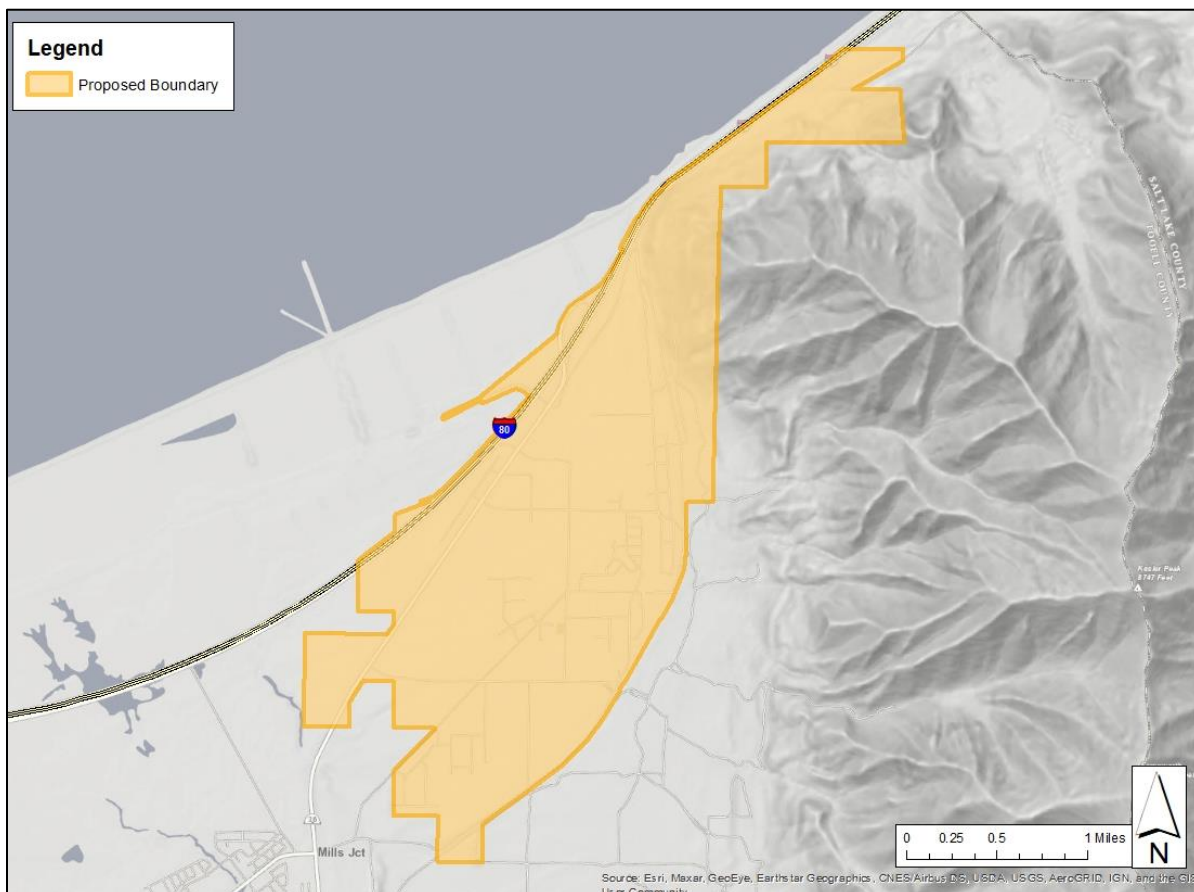 Legend
Proposed Boundary
SALT LAKE COUNTY
TOOELE COUNTY
80
Kessler Peak
8747 Feet
Mills Jct
0 0.25 0.5 1 Miles
N
Source: Esri, Maxar, GeoEye, Earthstar Geographics, CNES/Airbus DS, USDA, USGS, AeroGRID, IGN, and the GIS
User Community